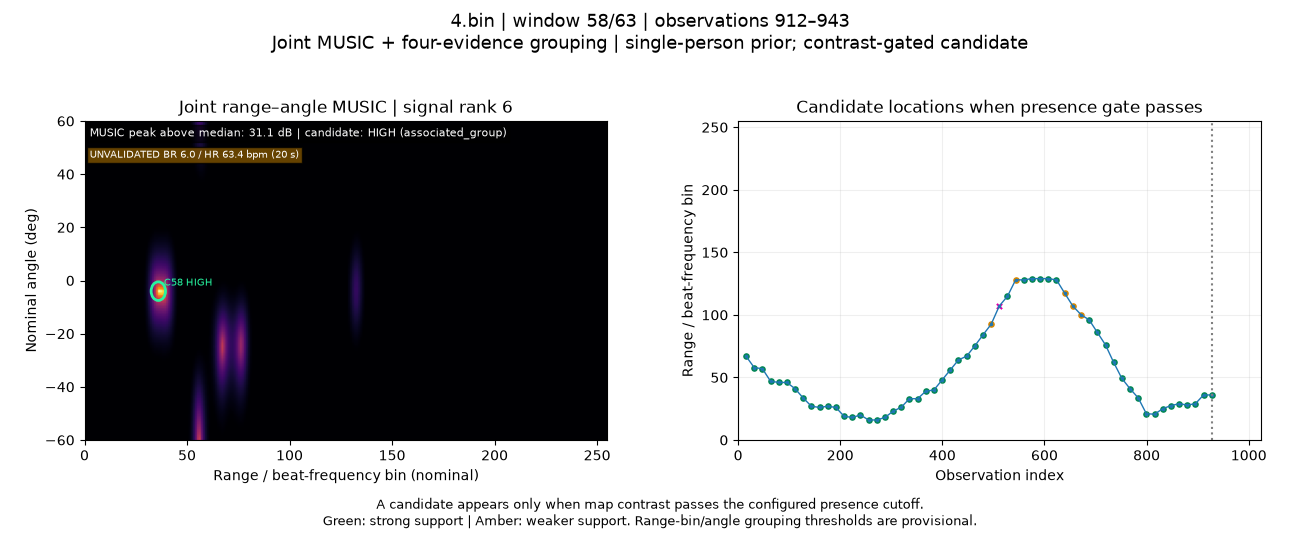 4.bin | window 58/63 | observations 912–943
Joint MUSIC + four-evidence grouping | single-person prior; contrast-gated candidate
Joint range–angle MUSIC | signal rank 6
MUSIC peak above median: 31.1 dB | candidate: HIGH (associated_group)
UNVALIDATED BR 6.0 / HR 63.4 bpm (20 s)
C58 HIGH
60
40
20
0
−20
−40
−60
Nominal angle (deg)
0
50
100
150
200
250
Range / beat-frequency bin (nominal)
Candidate locations when presence gate passes
250
200
150
100
50
0
Range / beat-frequency bin
0
200
400
600
800
1000
Observation index
A candidate appears only when map contrast passes the configured presence cutoff.
Green: strong support | Amber: weaker support. Range-bin/angle grouping thresholds are provisional.